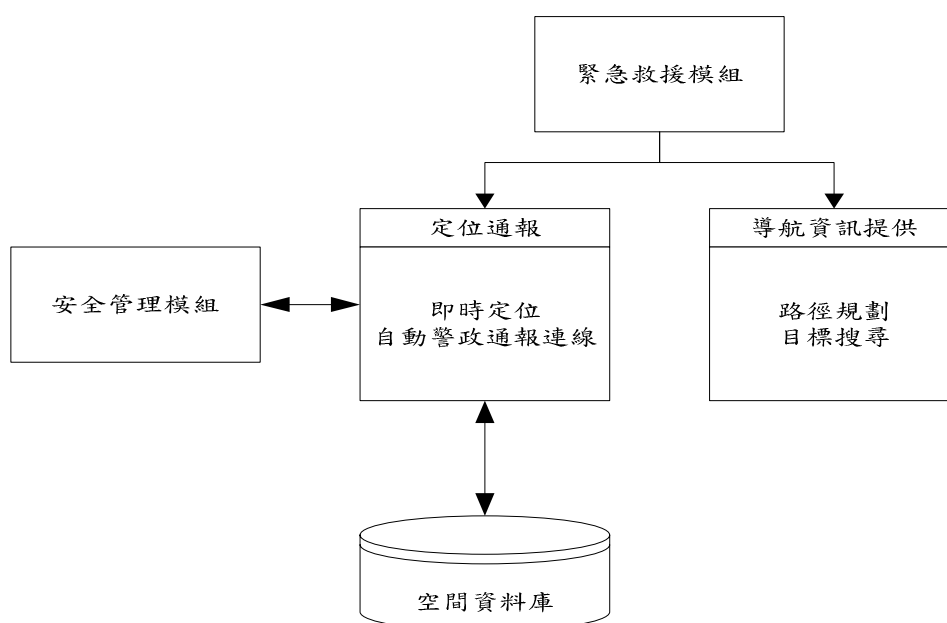 緊急救援模組
定位通報
導航資訊提供
安全管理模組
即時定位
自動警政通報連線
路徑規劃
目標搜尋
空間資料庫